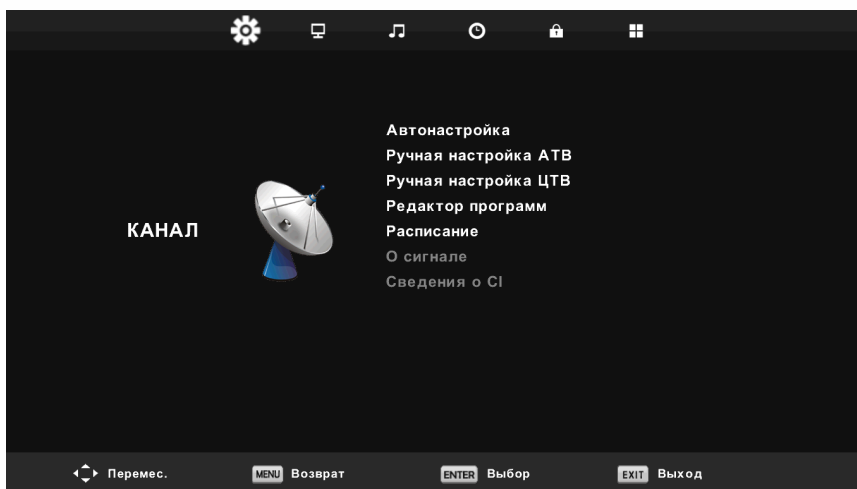 Автонастройка
Ручная настройка АТВ
Ручная настройка ЦТВ
Редактор программ
КАНАЛ
Расписание
О сигнале
Сведения о CI
Перемес.
MENU Возврат
ENTER Выбор
EXIT Выход